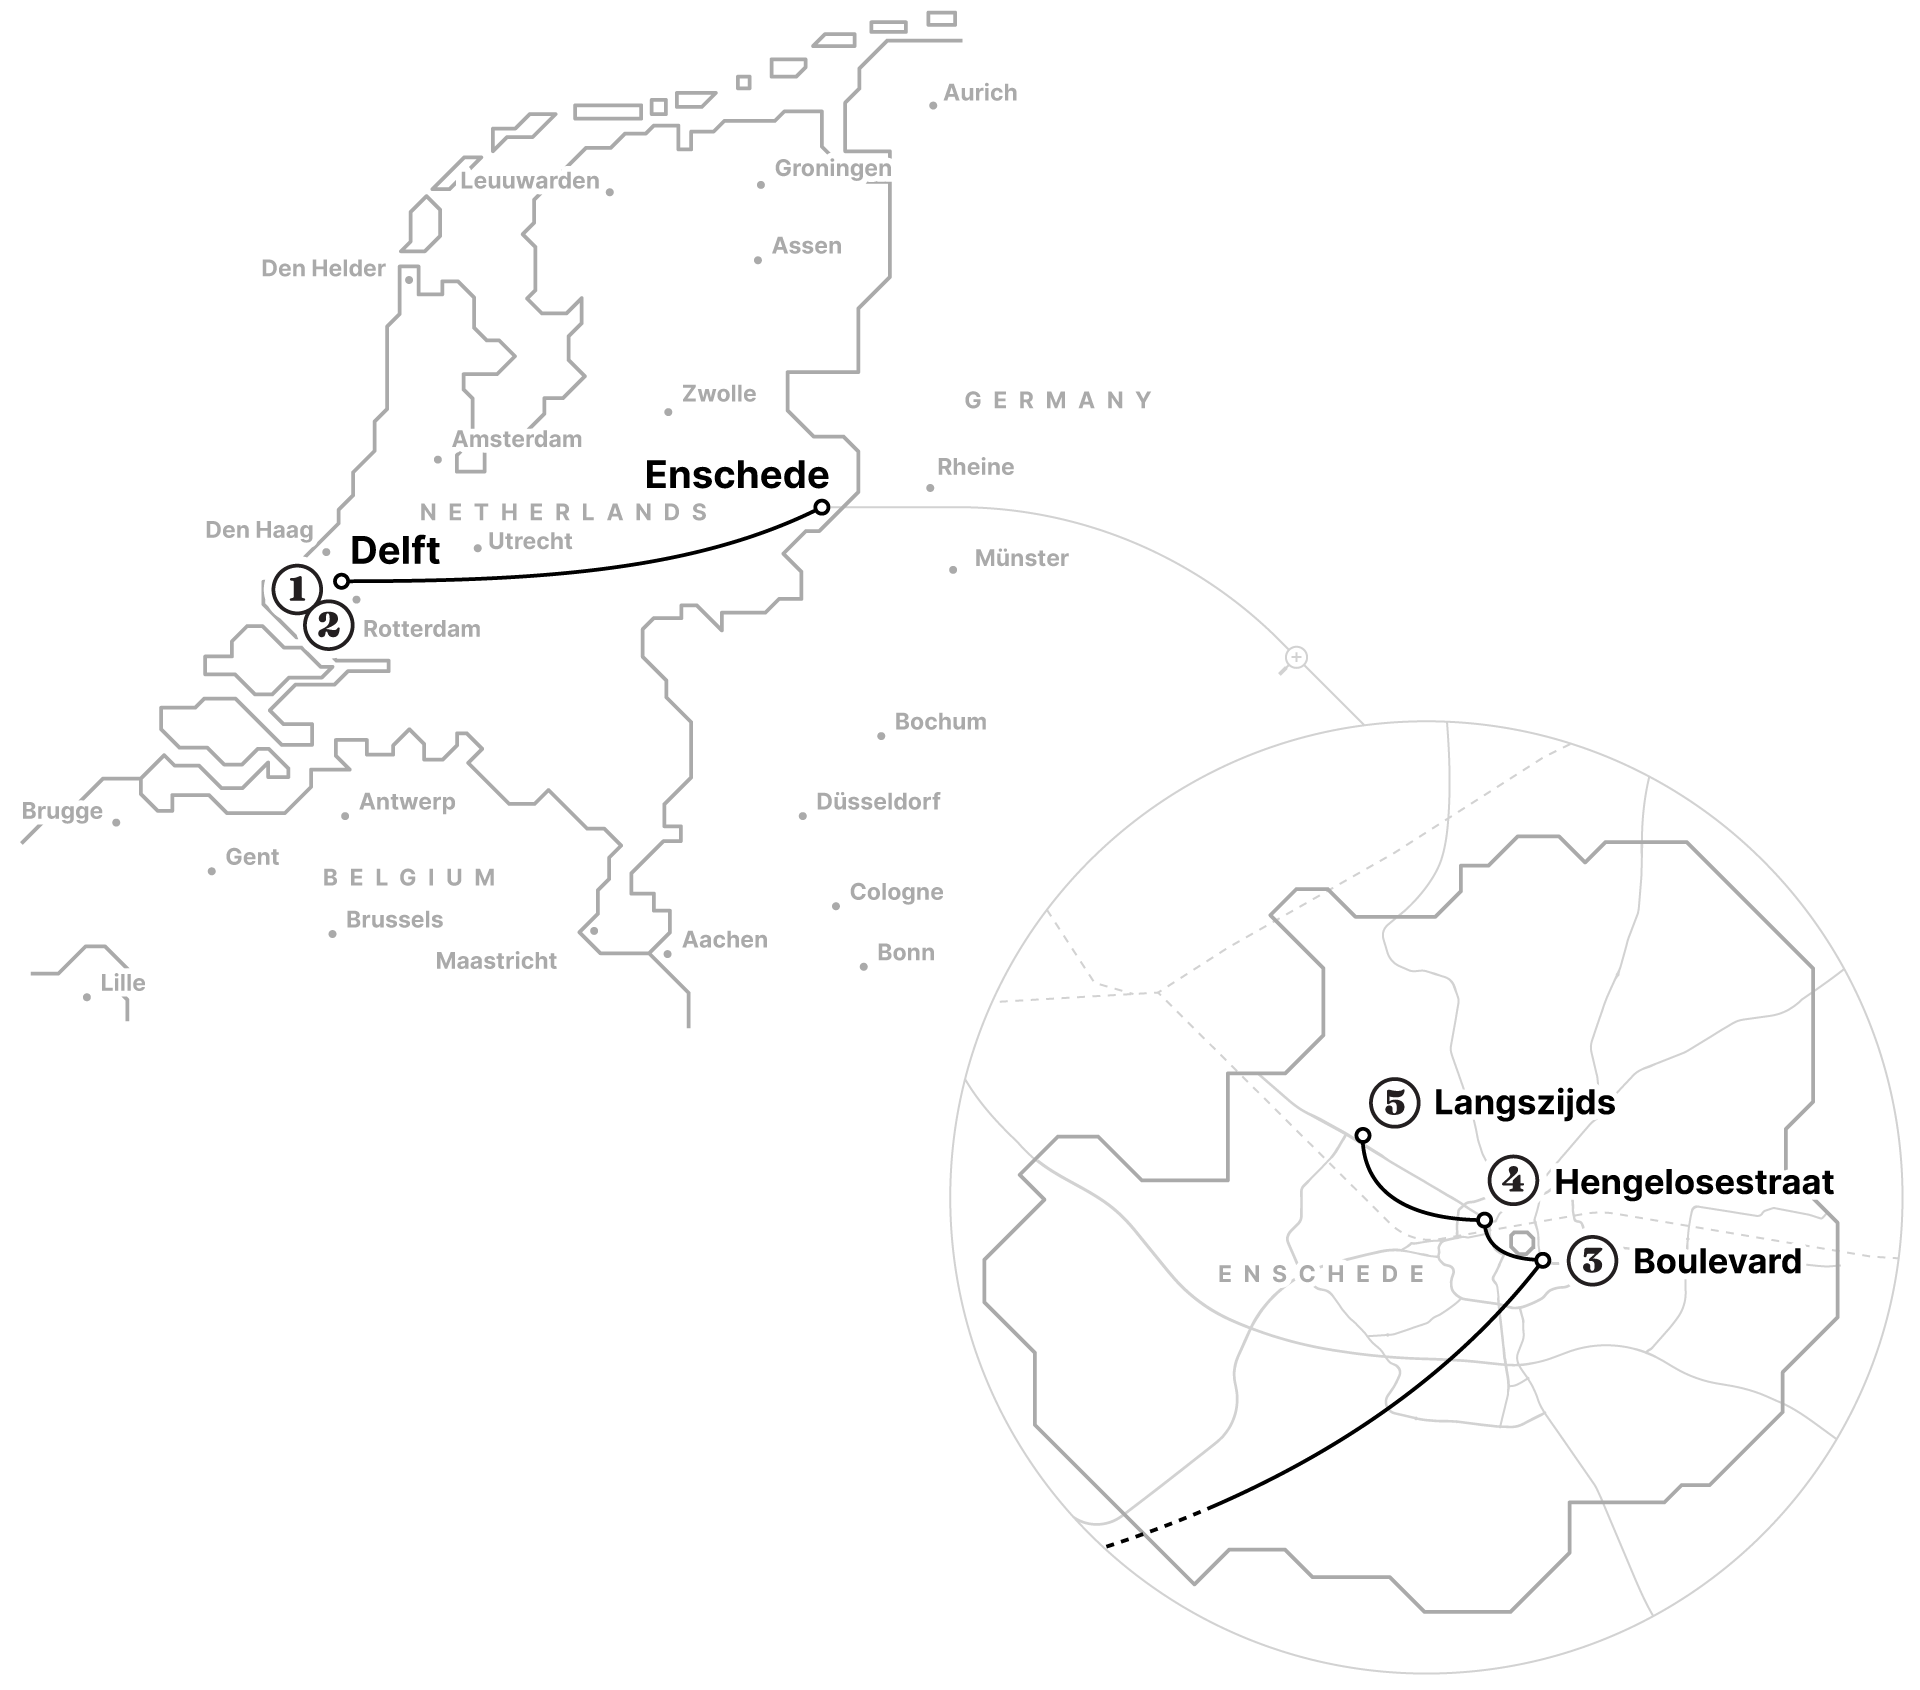 Aurich
Groningen
Leuuwarden
Assen
Den Helder
Zwolle
GERMANY
Amsterdam
Rheine
Enschede
NETHERLANDS
Den Haag
Utrecht
Delft
Münster
1
2
Rotterdam
Bochum
Antwerp
Düsseldorf
Brugge
Gent
BELGIUM
Cologne
Brussels
Aachen
Bonn
Maastricht
Lille
5 Langszijds
4 Hengelosestraat
3 Boulevard
ENSCHEDE